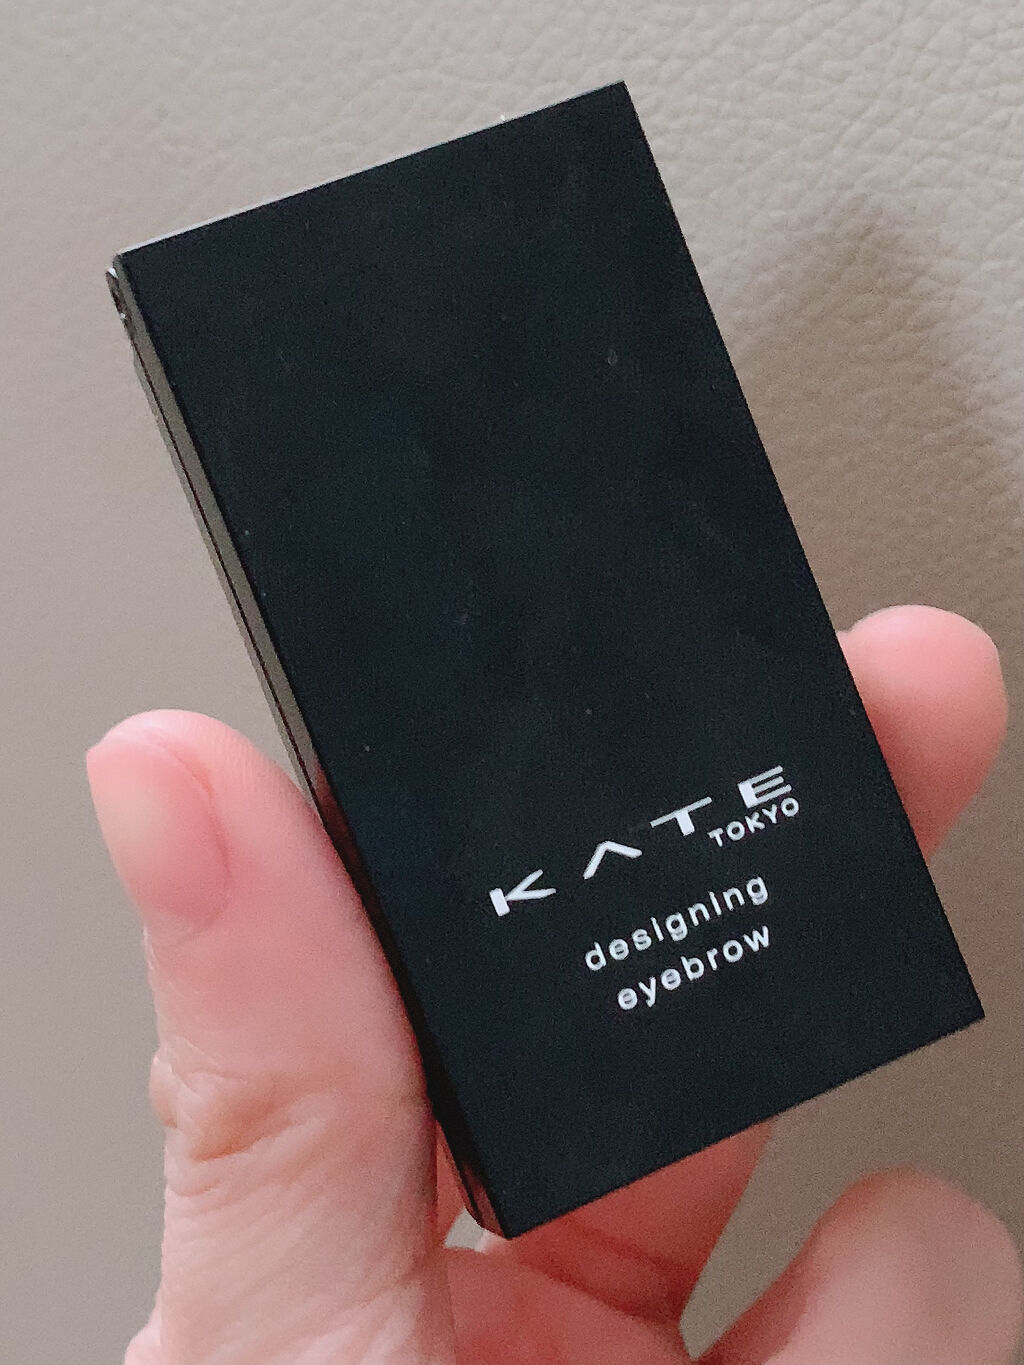 KATE
TOKYO
designing
eyebrow